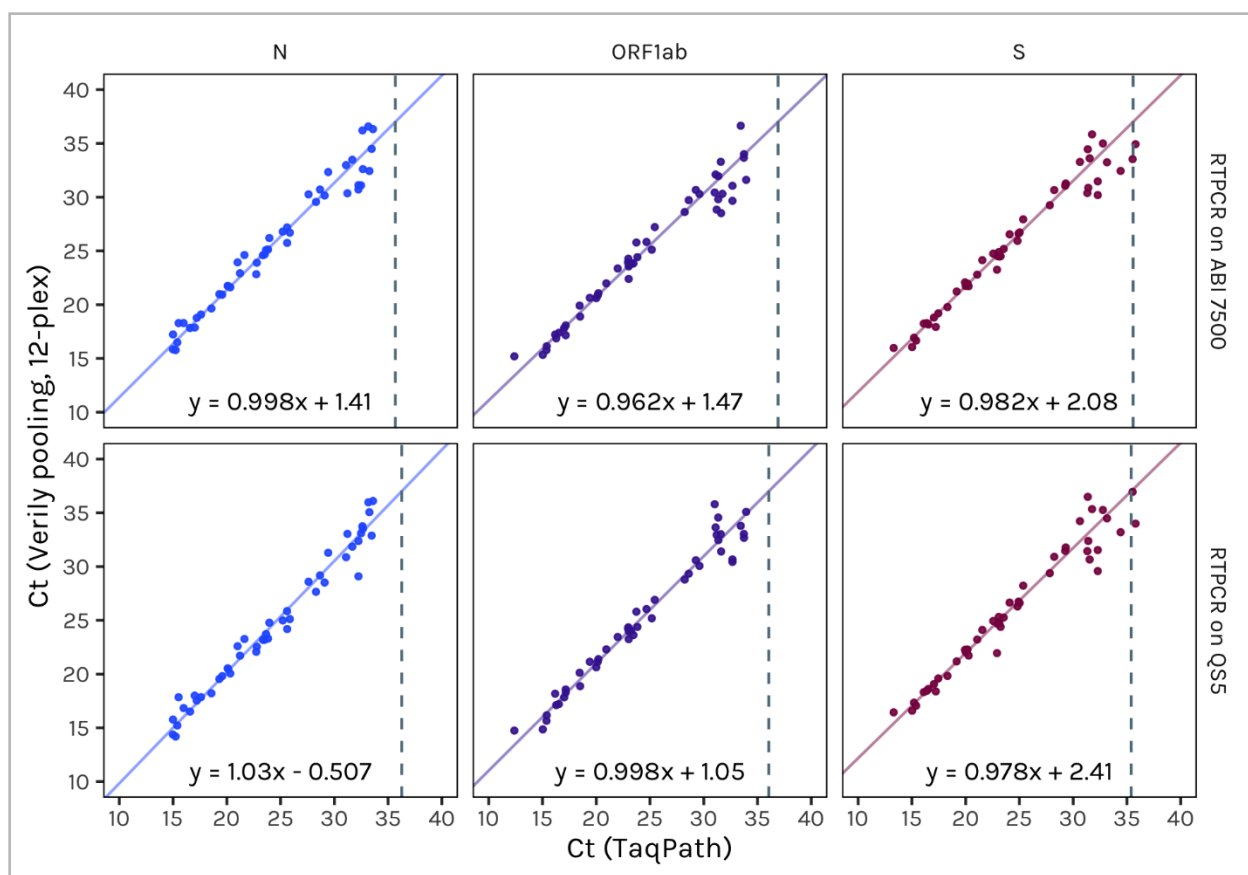 N ORF1ab S
Ct (Verily pooling, 12-plex)
40
35
30
25
20
15
10
y = 0.998x + 1.41 y = 0.962x + 1.47 y = 0.982x + 2.08
RTPCR on ABI 7500
40
35
30
25
20
15
10
y = 1.03x - 0.507 y = 0.998x + 1.05 y = 0.978x + 2.41
RTPCR on QS5
10 15 20 25 30 35 40 10 15 20 25 30 35 40 10 15 20 25 30 35 40
Ct (TaqPath)